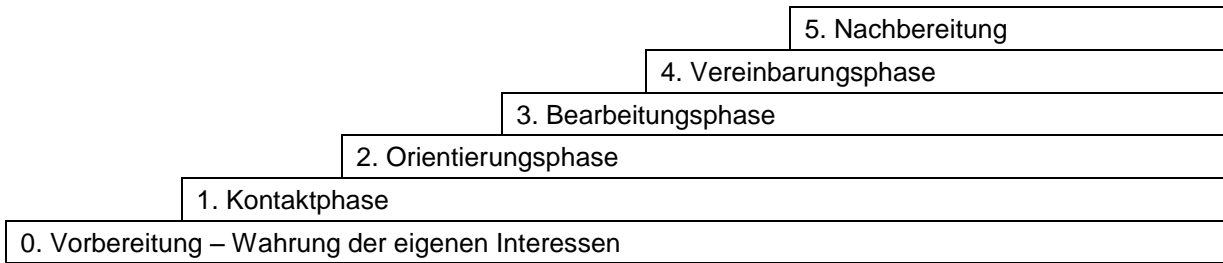 5. Nachbereitung
4. Vereinbarungsphase
3. Bearbeitungsphase
2. Orientierungsphase
1. Kontaktphase
0. Vorbereitung – Wahrung der eigenen Interessen